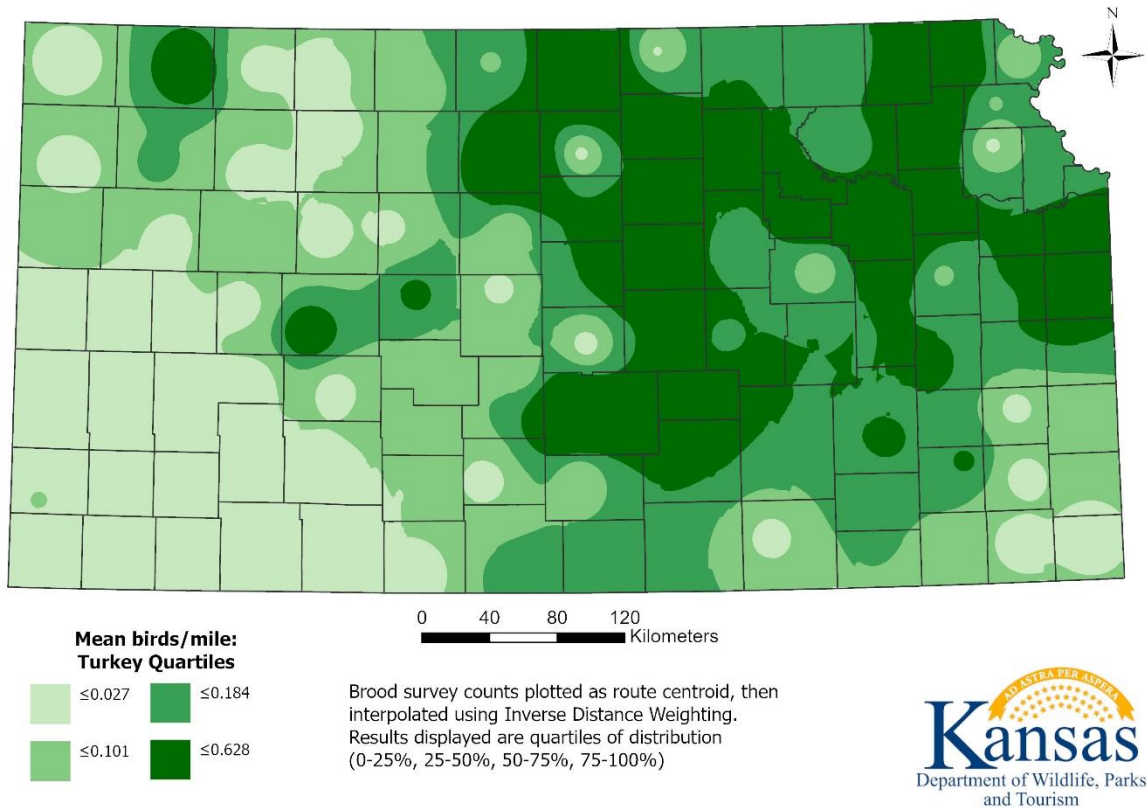 N
0 40 80 120
Kilometers
Mean birds/mile:
Turkey Quartiles
≤0.027 ≤0.184
≤0.101 ≤0.628
Brood survey counts plotted as route centroid, then
interpolated using Inverse Distance Weighting.
Results displayed are quartiles of distribution
(0-25%, 25-50%, 50-75%, 75-100%)
AD ASTRA PER ASPERA
Kansas
Department of Wildlife, Parks
and Tourism